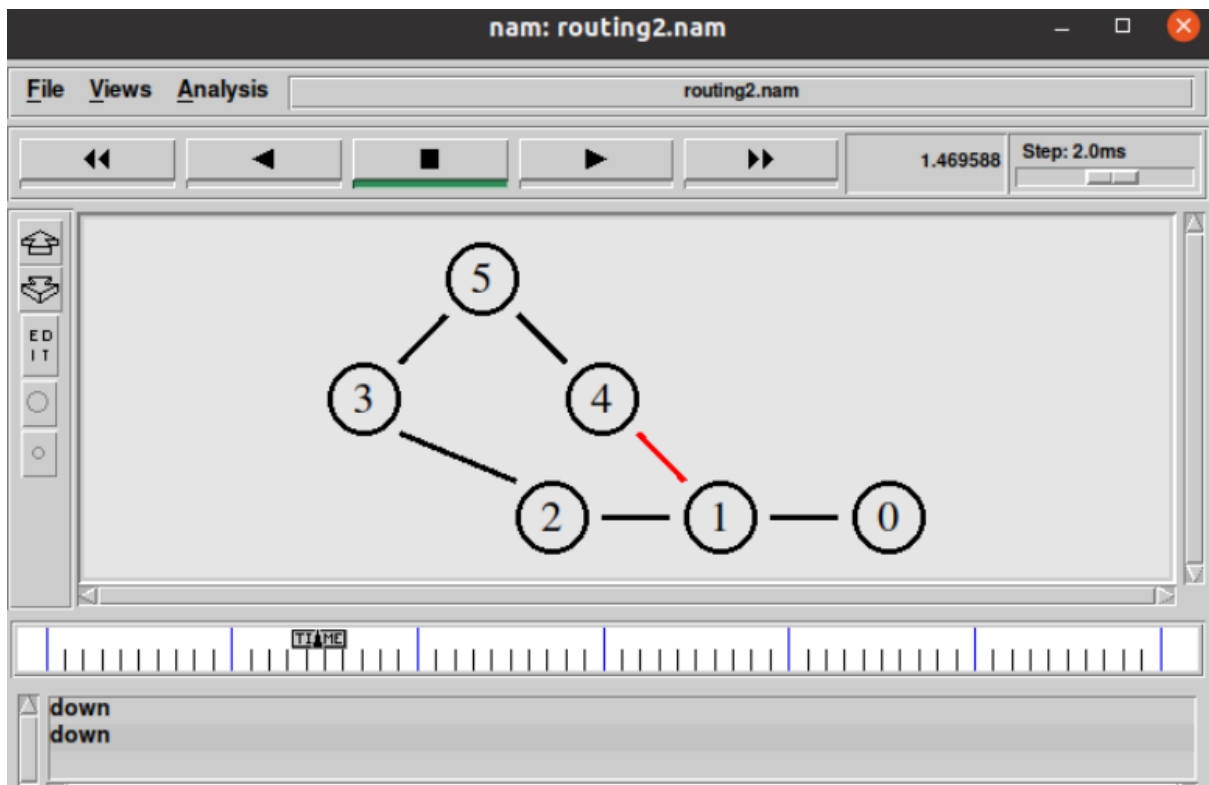 nam: routing2.nam
File Views Analysis routing2.nam
1.469588 Step: 2.0ms
E D
I T
5
3 4
2 1 0
TIME
down
down